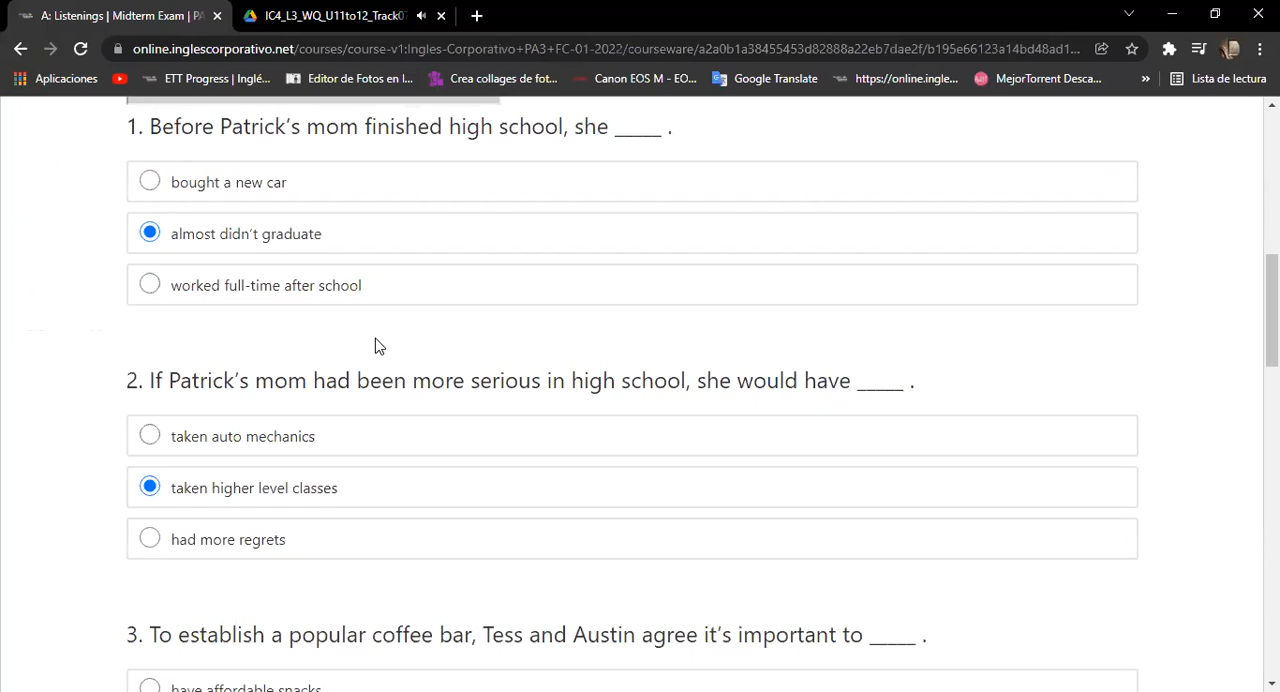 A: Listenings | Midterm Exam | PA
IC4_L3_WQ_U11to12_Track07
online.inglescorporativo.net/courses/course-v1:Ingles-Corporativo+PA3+FC-01-2022/courseware/a2a0b1a38455453d82888a22eb7dae2f/b195e66123a14bd48ad1...
Aplicaciones
ETT Progress | Inglé...
Editor de Fotos en l...
Crea collages de fot...
Canon EOS M - EO...
Google Translate
https://online.ingle...
MejorTorrent Desca...
»
Lista de lectura
1. Before Patrick’s mom finished high school, she _____ .
bought a new car
almost didn’t graduate
worked full-time after school
2. If Patrick’s mom had been more serious in high school, she would have _____ .
taken auto mechanics
taken higher level classes
had more regrets
3. To establish a popular coffee bar, Tess and Austin agree it’s important to _____ .
have affordable snacks